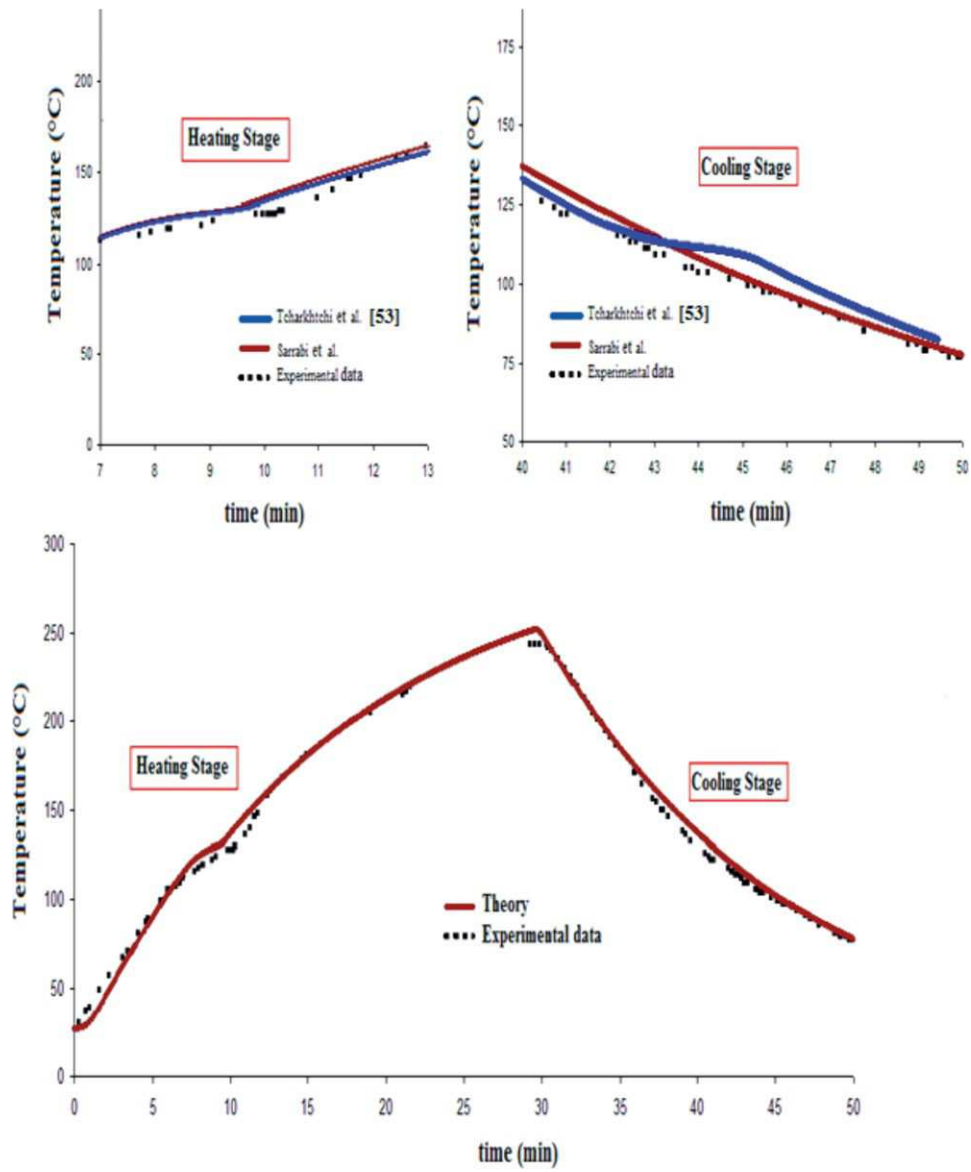 Temperature (°C)
200
150
100
50
0
Heating Stage
Tcharkhtchi et al. [53]
Sarrabi et al.
Experimental data
7 8 9 10 11 12 13
time (min)
Temperature (°C)
175
150
125
100
75
50
Cooling Stage
Tcharkhtchi et al. [53]
Sarrabi et al.
Experimental data
40 41 42 43 44 45 46 47 48 49 50
time (min)
Temperature (°C)
300
250
200
150
100
50
0
Heating Stage
Cooling Stage
Theory
Experimental data
0 5 10 15 20 25 30 35 40 45 50
time (min)